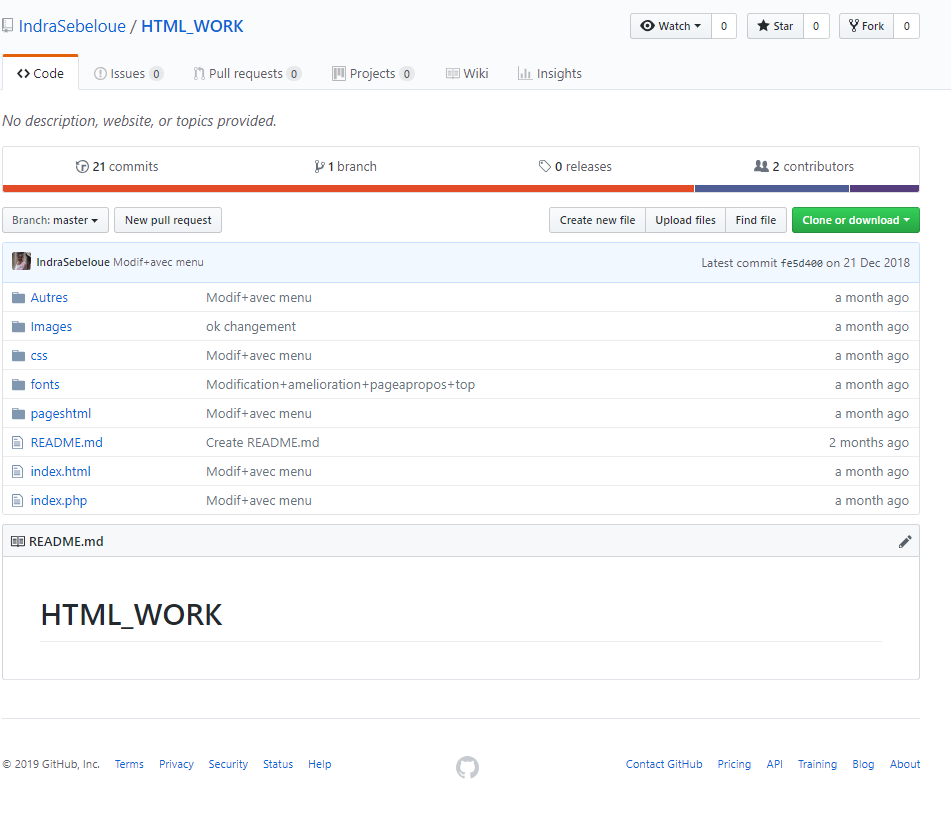 IndraSebeloue / HTML_WORK Watch 0 Star 0 Fork 0
Code Issues 0 Pull requests 0 Projects 0 Wiki Insights
No description, website, or topics provided.
21 commits 1 branch 0 releases 2 contributors
Branch: master New pull request Create new file Upload files Find file Clone or download
IndraSebeloue Modif+avec menu Latest commit fe5d400 on 21 Dec 2018
Autres Modif+avec menu a month ago
Images ok changement a month ago
css Modif+avec menu a month ago
fonts Modification+amelioration+pageapropos+top a month ago
pageshtml Modif+avec menu a month ago
README.md Create README.md 2 months ago
index.html Modif+avec menu a month ago
index.php Modif+avec menu a month ago
README.md
HTML_WORK
© 2019 GitHub, Inc. Terms Privacy Security Status Help Contact GitHub Pricing API Training Blog About